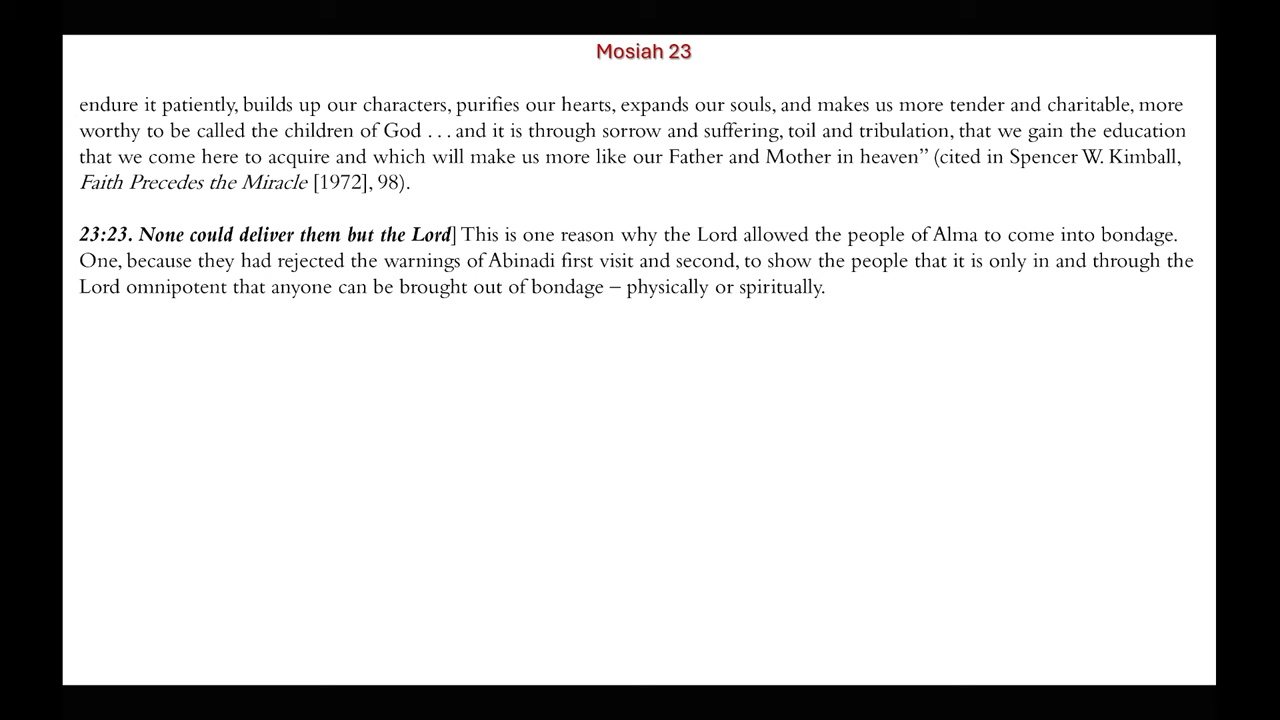 Mosiah 23
endure it patiently, builds up our characters, purifies our hearts, expands our souls, and makes us more tender and charitable, more
worthy to be called the children of God . . . and it is through sorrow and suffering, toil and tribulation, that we gain the education
that we come here to acquire and which will make us more like our Father and Mother in heaven” (cited in Spencer W. Kimball,
Faith Precedes the Miracle [1972], 98).
23:23. None could deliver them but the Lord] This is one reason why the Lord allowed the people of Alma to come into bondage.
One, because they had rejected the warnings of Abinadi first visit and second, to show the people that it is only in and through the
Lord omnipotent that anyone can be brought out of bondage – physically or spiritually.